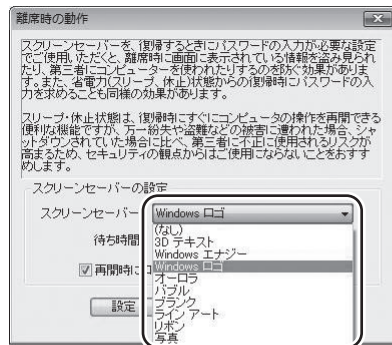 離席時の動作
スクリーンセーバーを、復帰するときにパスワードの入力が必要な設定
でご使用いただくと、離席時に画面に表示されている情報を盗み見られ
たり、第三者にコンピューターを使われたりするのを防ぐ効果がありま
す。また、省電力(スリープ、休止)状態からの復帰時にパスワードの入
力を求めることも同様の効果があります。
スリープ・休止状態は、復帰時にすぐにコンピュータの操作を再開できる
便利な機能ですが、万一紛失や盗難などの被害に遭われた場合、シャ
ットダウンされていた場合に比べ、第三者に不正に使用されるリスクが
高まるため、セキュリティの観点からはご使用にならないことをおすす
めします。
スクリーンセーバーの設定
スクリーンセーバー
Windows ロゴ
(なし)
待ち時間
3D テキスト
Windows エナジー
Windows ロゴ
再開時に
オーロラ
バブル
設定
ブランク
ライン アート
リボン
写真